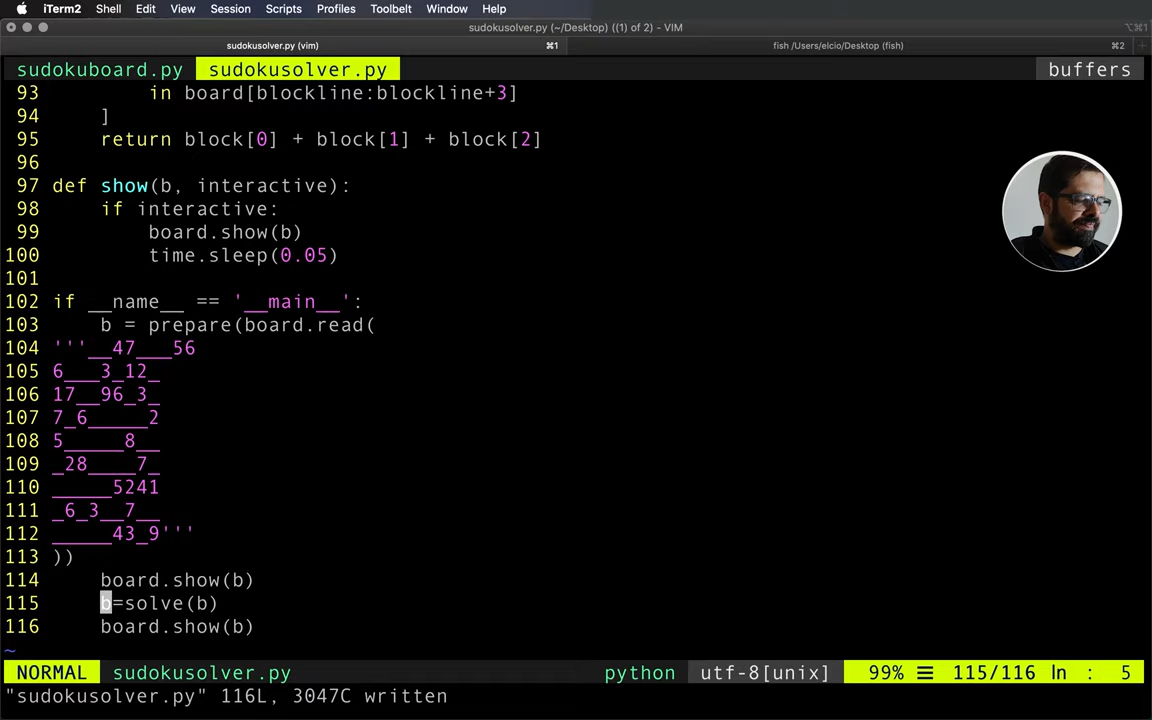 iTerm2 Shell Edit View Session Scripts Profiles Toolbelt Window Help
sudokusolver.py (~/Desktop) ((1) of 2) - VIM ⌥⌘1
sudokusolver.py (vim) ⌘1 fish /Users/elcio/Desktop (fish) ⌘2 +
sudokuboard.py sudokusolver.py buffers
93 in board[blockline:blockline+3]
94 ]
95 return block[0] + block[1] + block[2]
96
97 def show(b, interactive):
98 if interactive:
99 board.show(b)
100 time.sleep(0.05)
101
102 if __name__ == '__main__':
103 b = prepare(board.read(
104 '''__47___56
105 6___3_12_
106 17__96_3_
107 7_6_____2
108 5_____8__
109 _28____7_
110 _____5241
111 _6_3__7__
112 _____43_9'''
113 ))
114 board.show(b)
115 b=solve(b)
116 board.show(b)
~
NORMAL sudokusolver.py python utf-8[unix] 99% ☰ 115/116 ln : 5
"sudokusolver.py" 116L, 3047C written